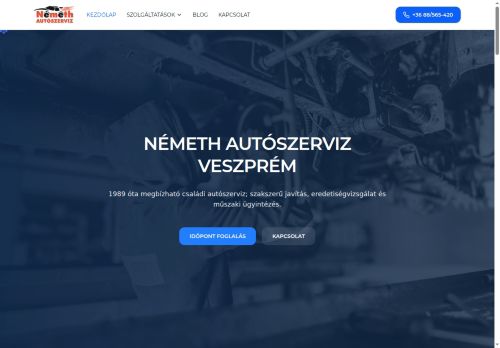 Németh
AUTÓSZERVIZ
KEZDŐLAP SZOLGÁLTATÁSOK BLOG KAPCSOLAT
+36 88/565-420
NÉMETH AUTÓSZERVIZ
VESZPRÉM
1989 óta megbízható családi autószerviz; szakszerű javítás, eredetiségvizsgálat és
műszaki ügyintézés.
IDŐPONT FOGLALÁS KAPCSOLAT